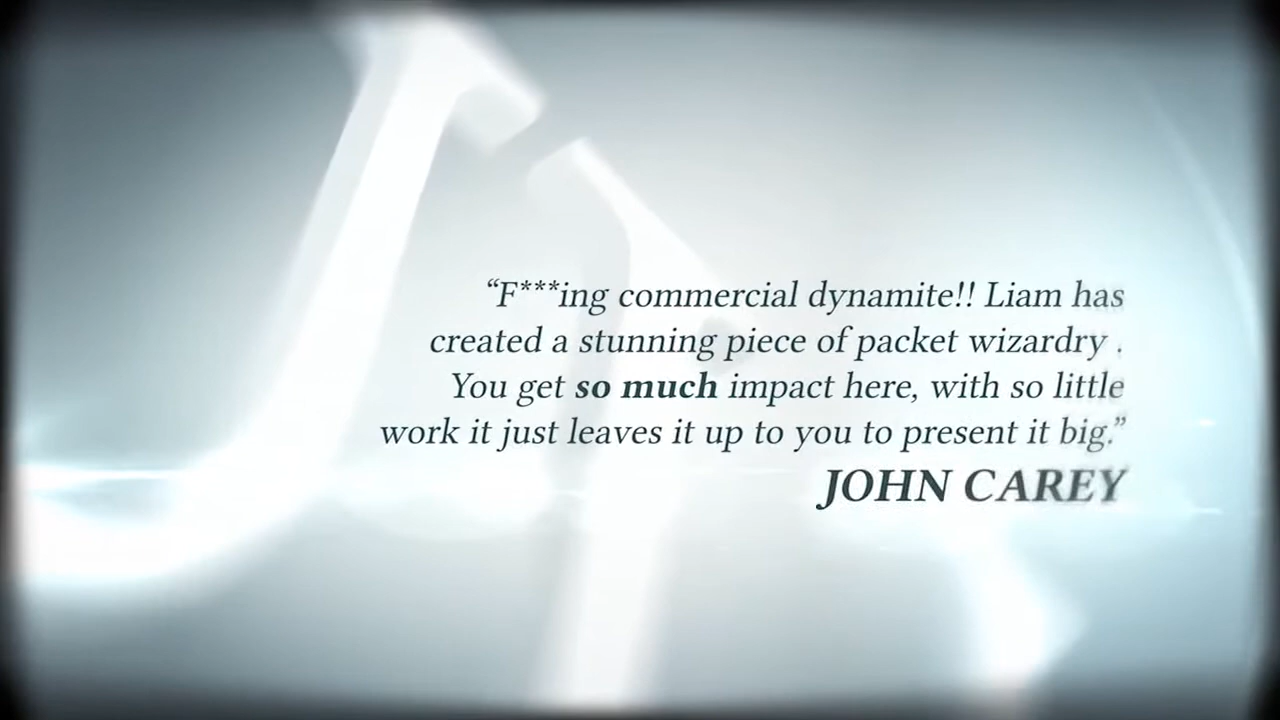 “F***ing commercial dynamite!! Liam has
created a stunning piece of packet wizardry .
You get so much impact here, with so little
work it just leaves it up to you to present it big.”
JOHN CAREY